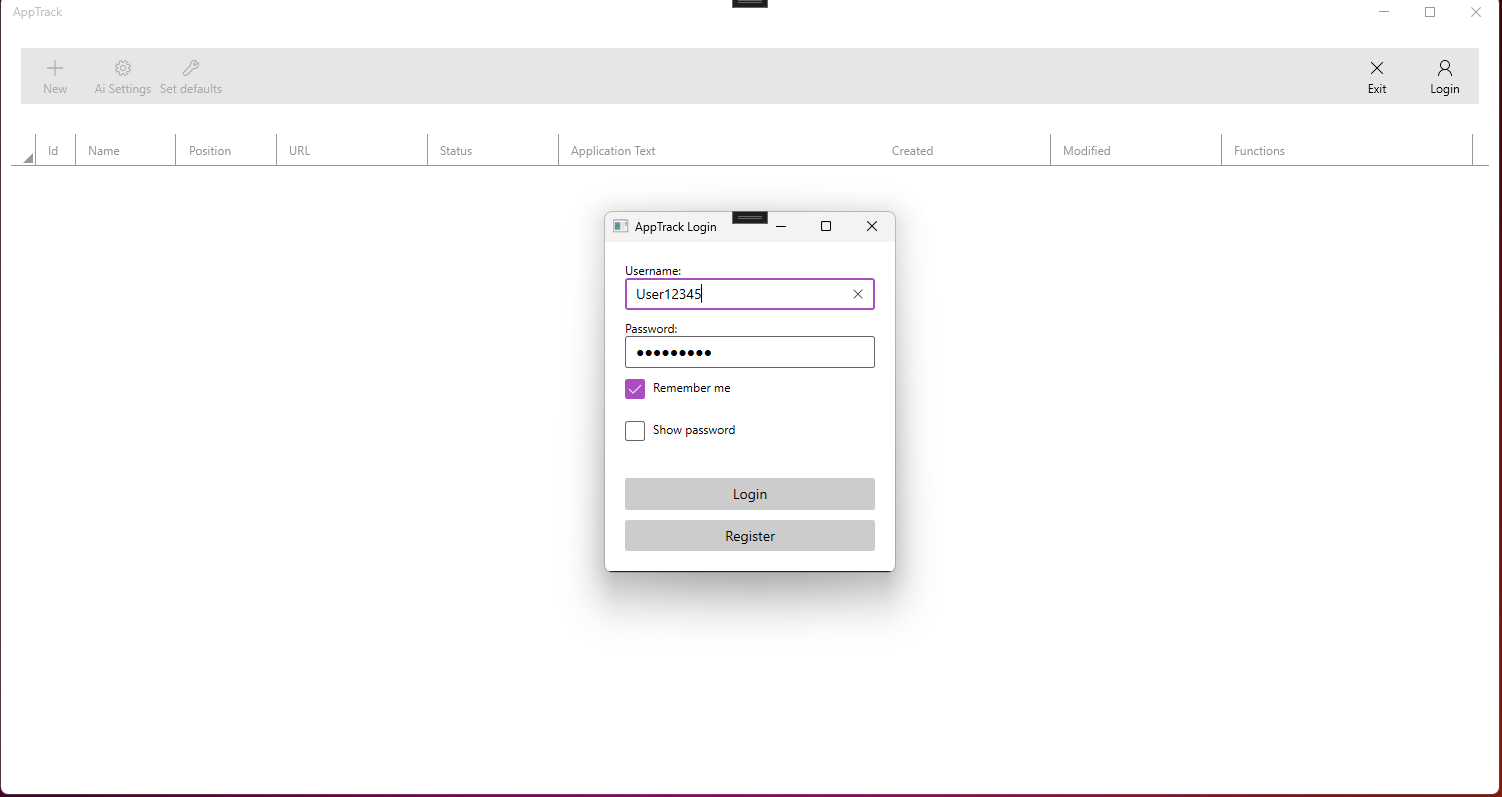 AppTrack
New
Ai Settings
Set defaults
Exit
Login
Id
Name
Position
URL
Status
Application Text
Created
Modified
Functions
AppTrack Login
Username:
User12345
Password:
●●●●●●●●●
Remember me
Show password
Login
Register